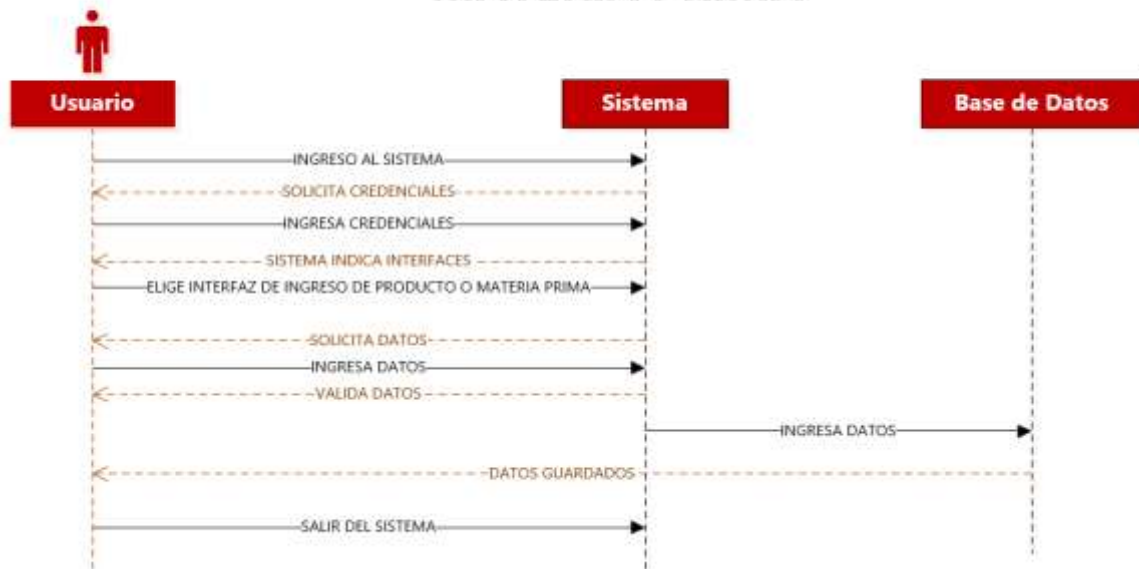 Usuario
Sistema
Base de Datos
INGRESO AL SISTEMA
SOLICITA CREDENCIALES
INGRESA CREDENCIALES
SISTEMA INDICA INTERFACES
ELIGE INTERFAZ DE INGRESO DE PRODUCTO O MATERIA PRIMA
SOLICITA DATOS
INGRESA DATOS
VALIDA DATOS
INGRESA DATOS
DATOS GUARDADOS
SALIR DEL SISTEMA